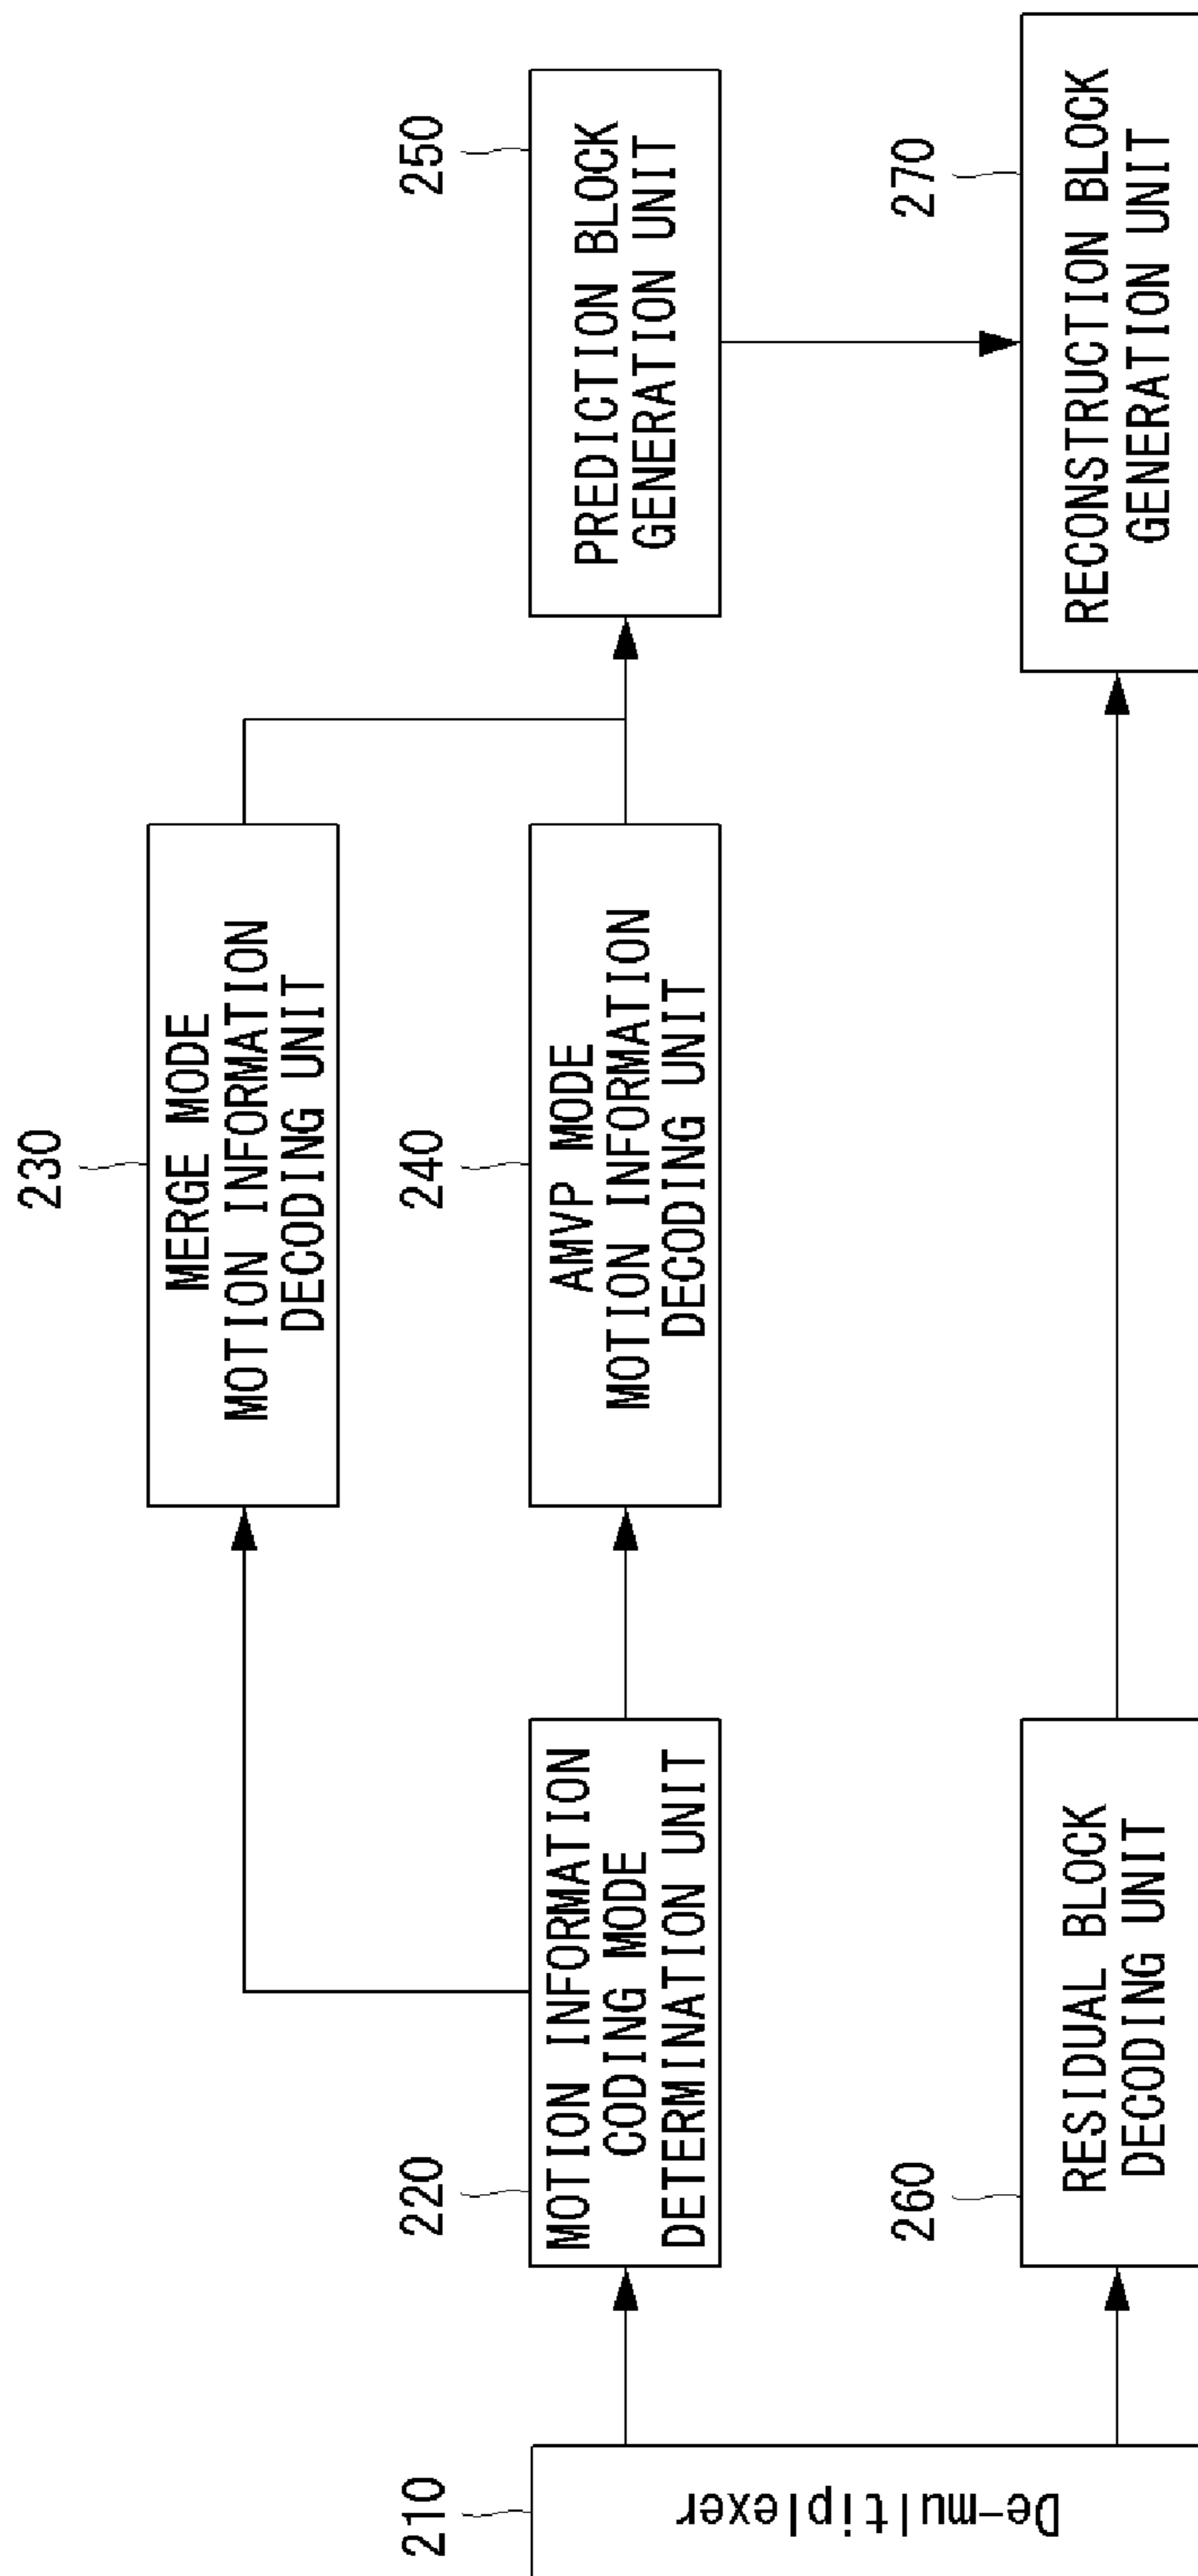 210
De-multiplexer
220
MOTION INFORMATION
CODING MODE
DETERMINATION UNIT
230
MERGE MODE
MOTION INFORMATION
DECODING UNIT
240
AMVP MODE
MOTION INFORMATION
DECODING UNIT
250
PREDICTION BLOCK
GENERATION UNIT
260
RESIDUAL BLOCK
DECODING UNIT
270
RECONSTRUCTION BLOCK
GENERATION UNIT